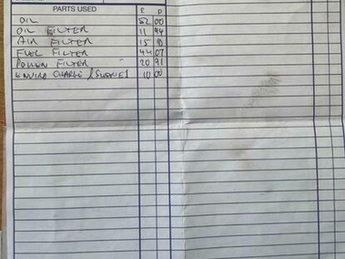 PARTS USED £ P
OIL 52 00
OIL FILTER 11 94
AIR FILTER 15 
FUEL FILTER 44 07
POLLEN FILTER 20 91
ENVIRO CHARGE / 10 00